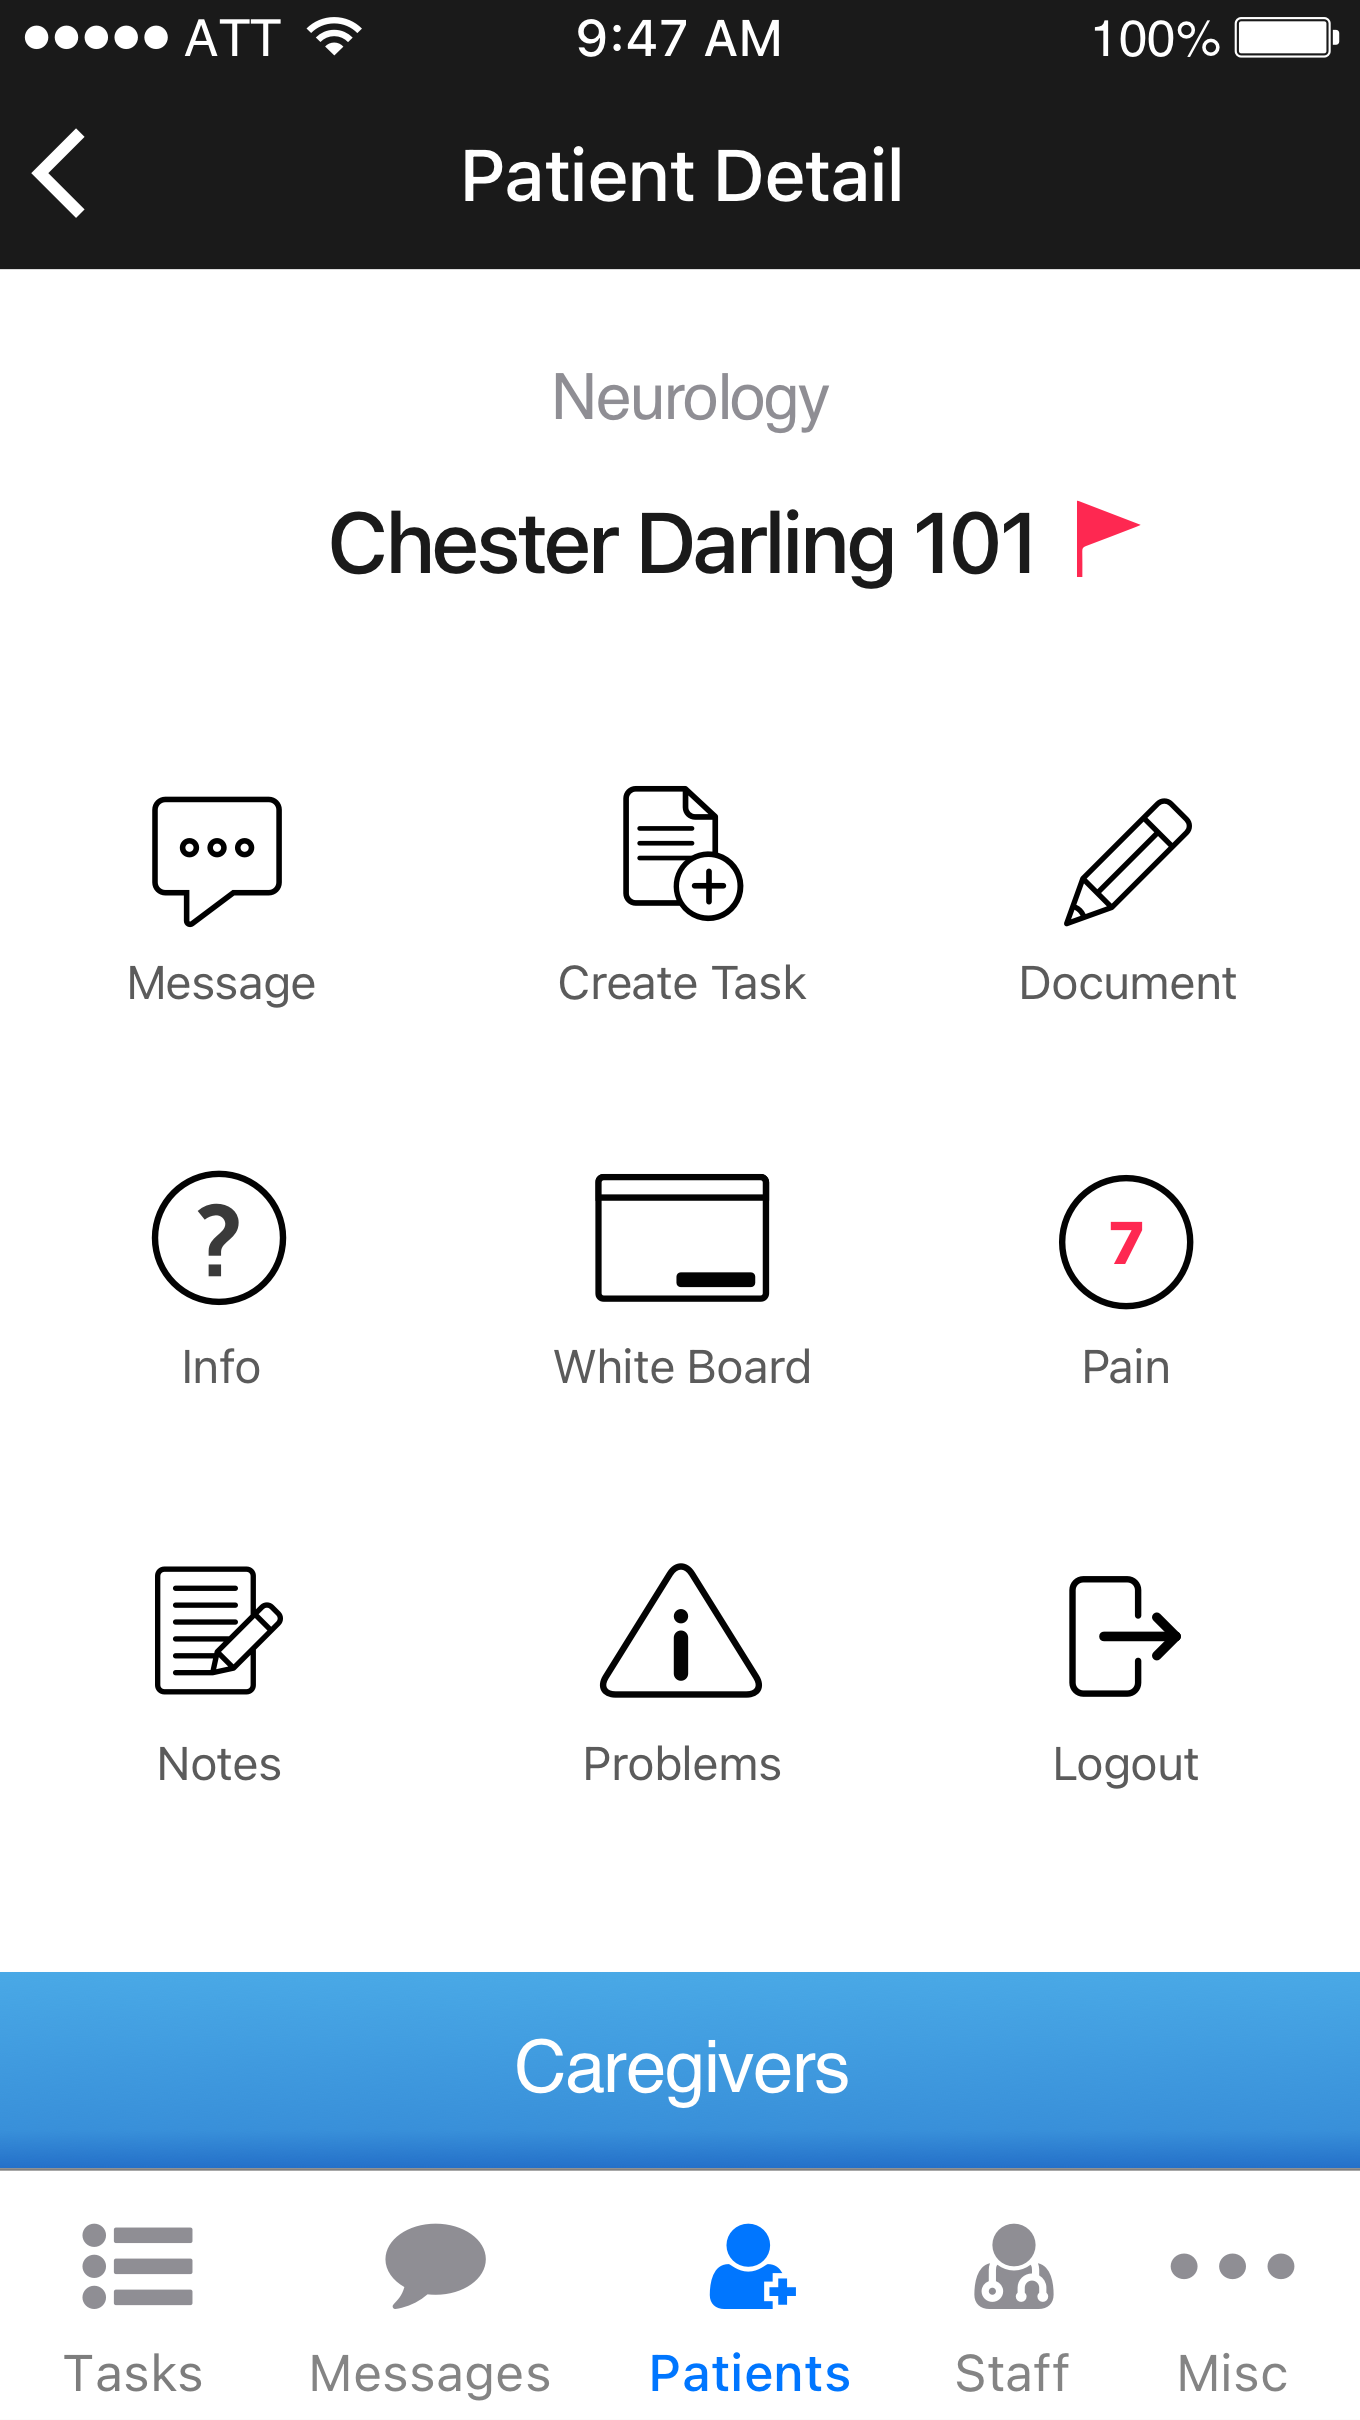 ATT 9:47 AM 100%
Patient Detail
Neurology
Chester Darling 101
Message Create Task Document
?
7
Info White Board Pain
Notes Problems Logout
Caregivers
Tasks Messages Patients Staff Misc